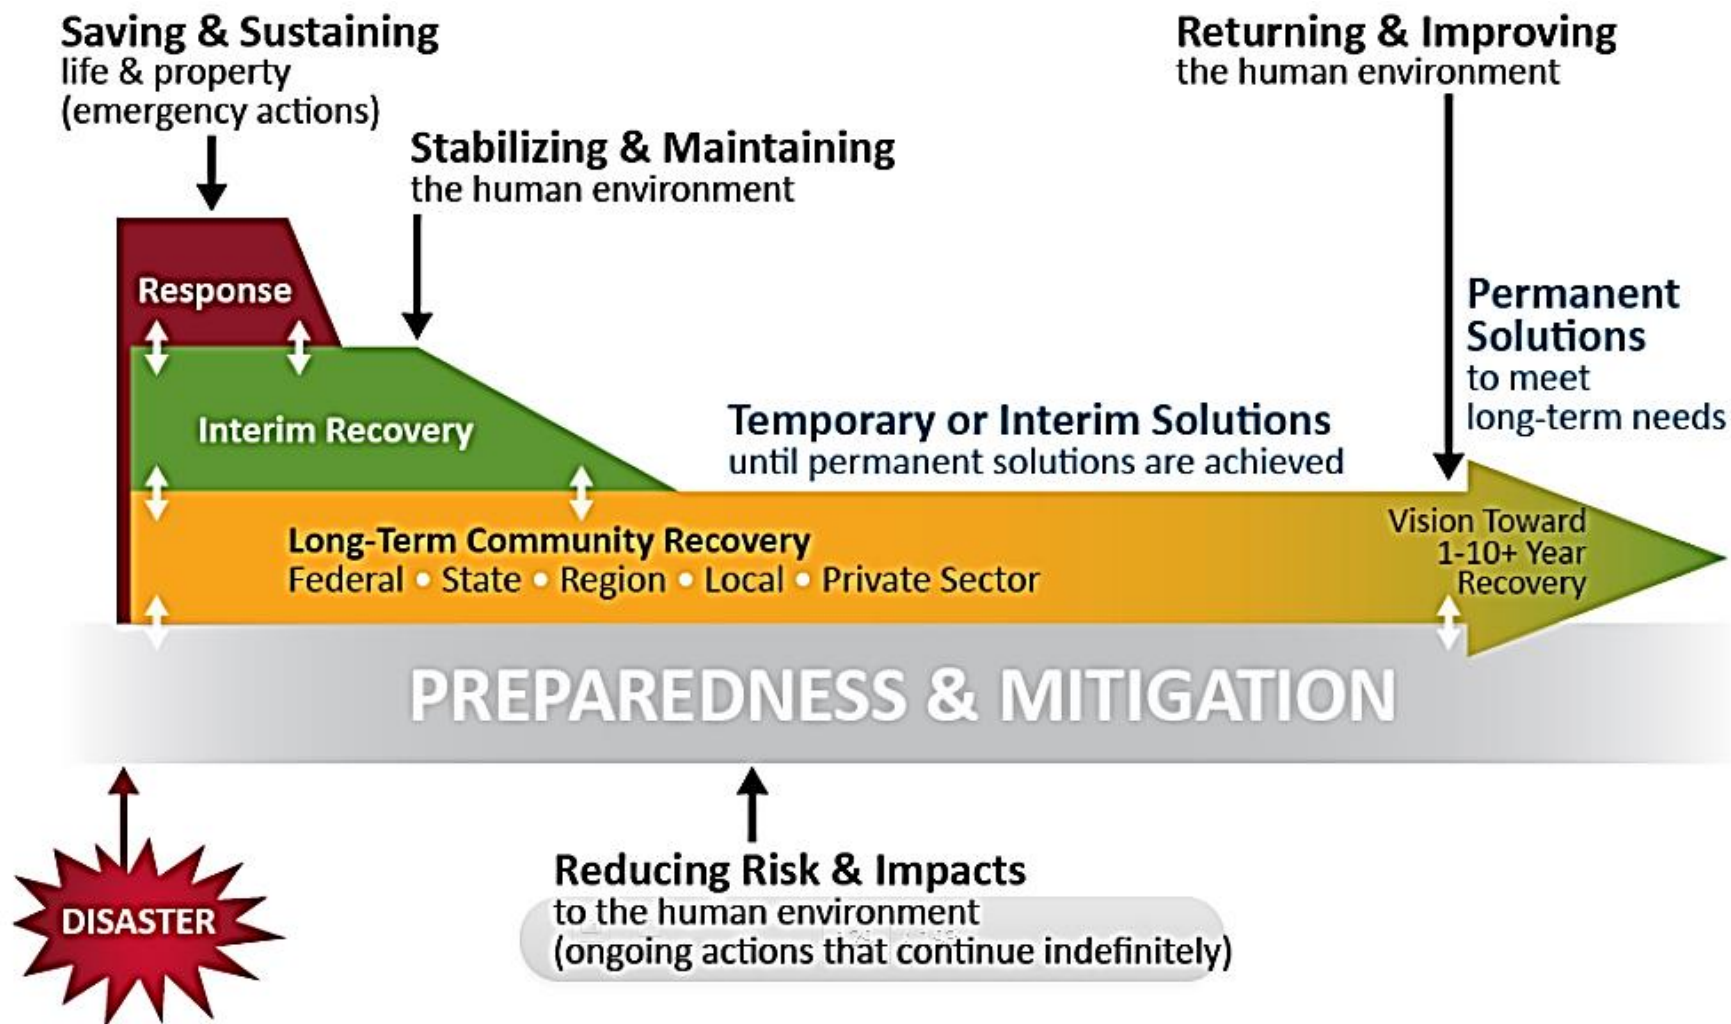 Saving & Sustaining
life & property
(emergency actions)
Stabilizing & Maintaining
the human environment
Returning & Improving
the human environment
Response
Permanent
Solutions
to meet
long-term needs
Interim Recovery
Temporary or Interim Solutions
until permanent solutions are achieved
Long-Term Community Recovery
Federal • State • Region • Local • Private Sector
Vision Toward
1-10+ Year
Recovery
PREPAREDNESS & MITIGATION
DISASTER
Reducing Risk & Impacts
to the human environment
(ongoing actions that continue indefinitely)